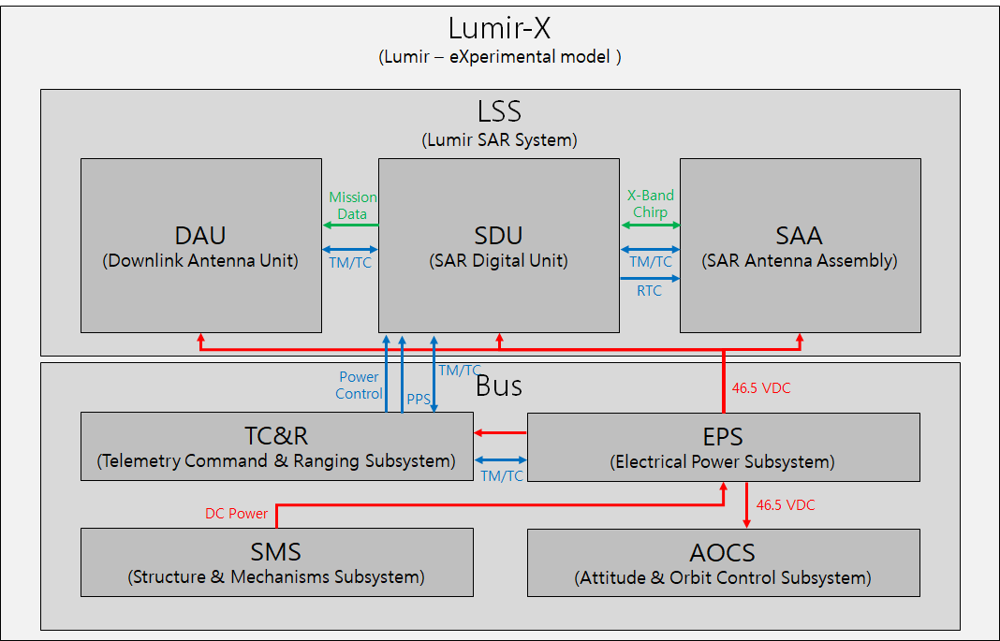 Lumir-X
(Lumir – eXperimental model )
LSS
(Lumir SAR System)
DAU
(Downlink Antenna Unit)
Mission
Data
TM/TC
SDU
(SAR Digital Unit)
X-Band
Chirp
TM/TC
RTC
SAA
(SAR Antenna Assembly)
Power
Control
PPS
TM/TC
Bus
46.5 VDC
TC&R
(Telemetry Command & Ranging Subsystem)
TM/TC
EPS
(Electrical Power Subsystem)
DC Power
46.5 VDC
SMS
(Structure & Mechanisms Subsystem)
AOCS
(Attitude & Orbit Control Subsystem)